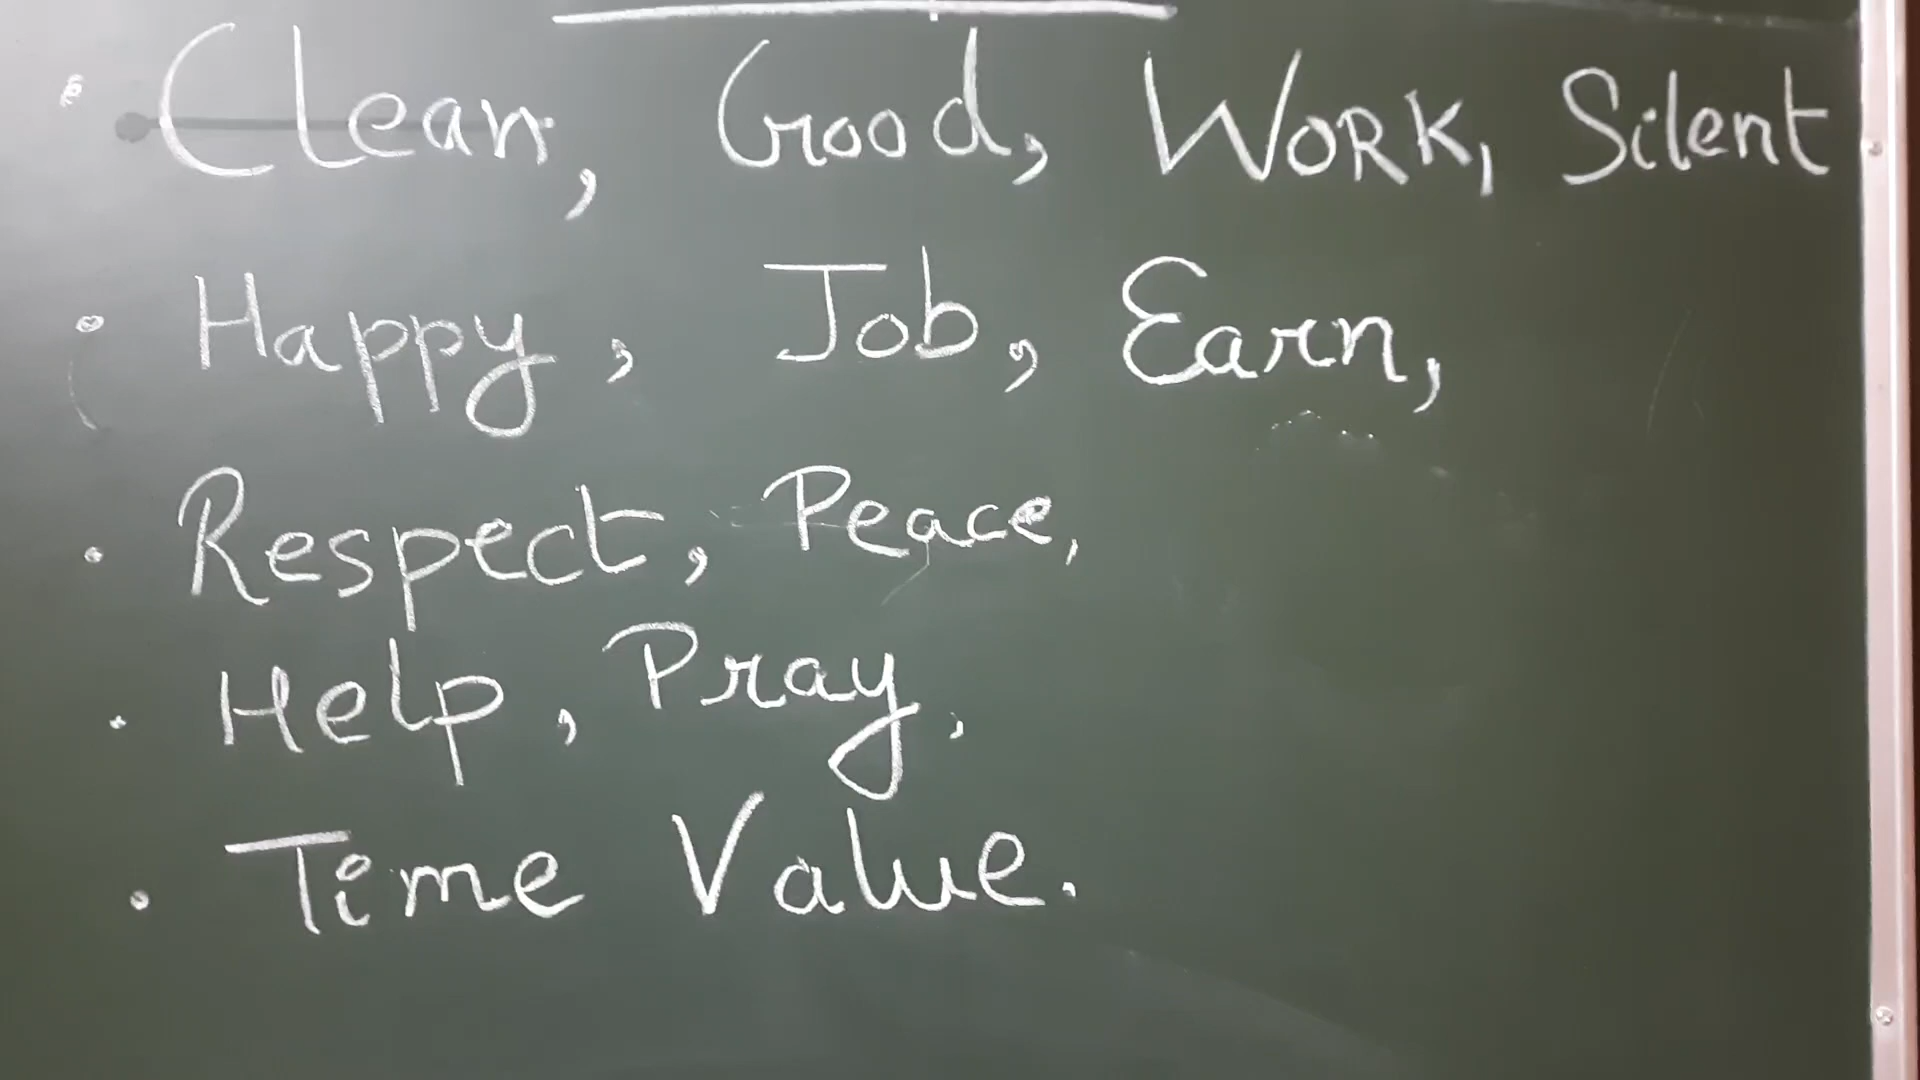 • Clean, Good, WORK, Silent
• Happy, Job, Earn,
• Respect, Peace,
• Help, Pray,
• Time Value.